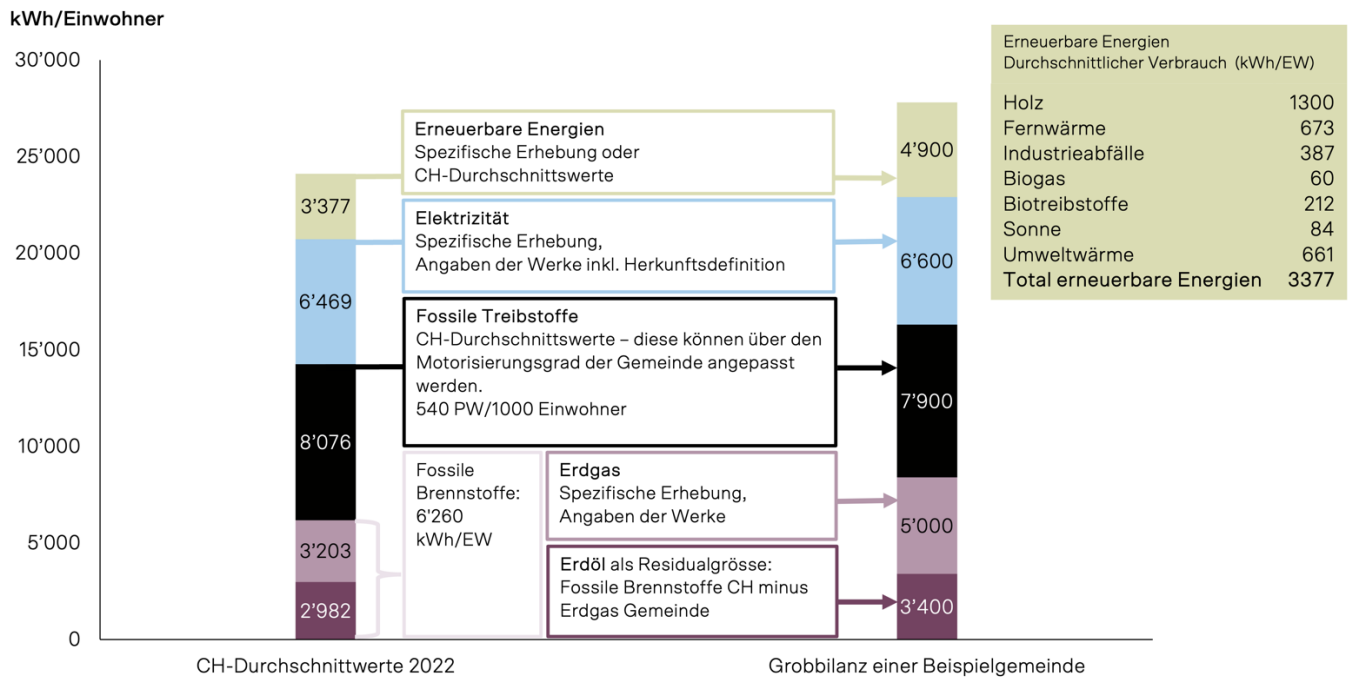 kWh/Einwohner
30’000
25’000
20’000
15’000
10’000
5’000
0
3’377
6’469
8’076
3’203
2’982
CH-Durchschnittwerte 2022
Erneuerbare Energien
Spezifische Erhebung oder
CH-Durchschnittswerte
Elektrizität
Spezifische Erhebung,
Angaben der Werke inkl. Herkunftsdefinition
Fossile Treibstoffe
CH-Durchschnittswerte – diese können über den
Motorisierungsgrad der Gemeinde angepasst
werden.
540 PW/1000 Einwohner
Fossile
Brennstoffe:
6’260
kWh/EW
Erdgas
Spezifische Erhebung,
Angaben der Werke
Erdöl als Residualgrösse:
Fossile Brennstoffe CH minus
Erdgas Gemeinde
4’900
6’600
7’900
5’000
3’400
Grobbilanz einer Beispielgemeinde
Erneuerbare Energien
Durchschnittlicher Verbrauch (kWh/EW)
Holz 1300
Fernwärme 673
Industrieabfälle 387
Biogas 60
Biotreibstoffe 212
Sonne 84
Umweltwärme 661
Total erneuerbare Energien 3377